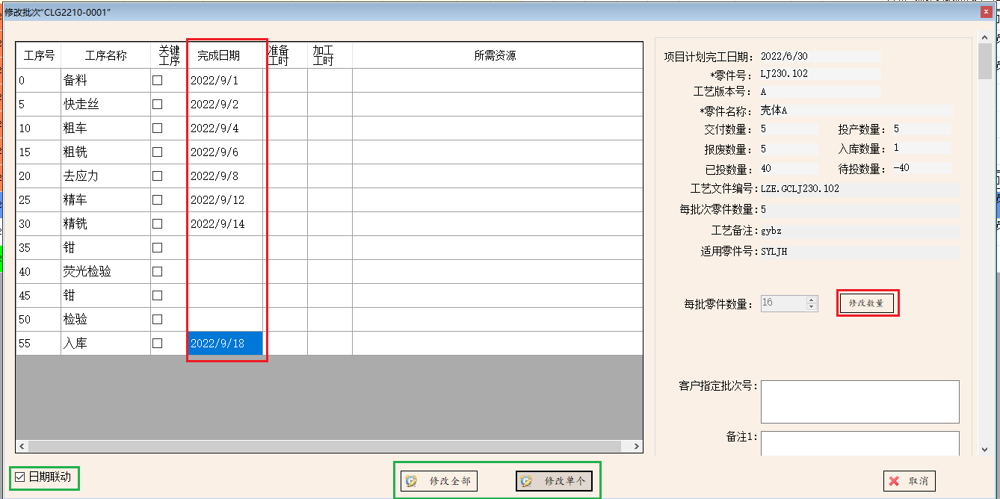 修改批次"CLG2210-0001"
工序号 工序名称 关键工序 完成日期 准备工时 加工工时 所需资源
0 备料 2022/9/1
5 快走丝 2022/9/2
10 粗车 2022/9/4
15 粗铣 2022/9/6
20 去应力 2022/9/8
25 精车 2022/9/12
30 精铣 2022/9/14
35 钳
40 荧光检验
45 钳
50 检验
55 入库 2022/9/18
项目计划完工日期: 2022/6/30
*零件号: LJ230.102
工艺版本号: A
*零件名称: 壳体A
交付数量: 5 投产数量: 5
报废数量: 5 入库数量: 1
已投数量: 40 待投数量: -40
工艺文件编号: LZE.GCLJ230.102
每批次零件数量: 5
工艺备注: gybz
适用零件号: SYLJH
每批零件数量: 16 修改数量
客户指定批次号:
备注1:
日期联动 修改全部 修改单个 取消